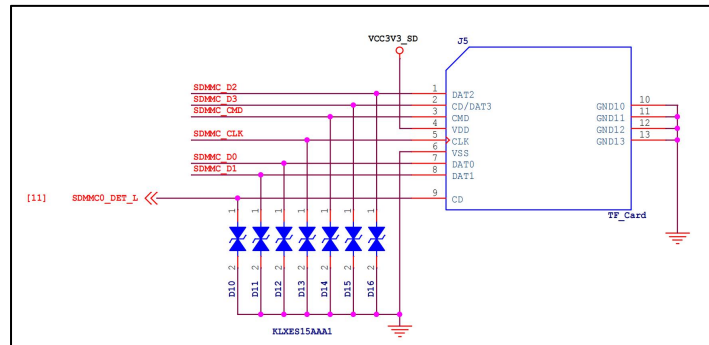 VCC3V3_SD
J5
SDMMC_D2 1 DAT2
SDMMC_D3 2 CD/DAT3 GND10 10
SDMMC_CMD 3 CMD GND11 11
4 VDD GND12 12
SDMMC_CLK 5 CLK GND13 13
6 VSS
SDMMC_D0 7 DAT0
SDMMC_D1 8 DAT1
[11] SDMMC0_DET_L 9 CD
TF_Card
1 1 1 1 1 1 1
2 2 2 2 2 2 2
D10 D11 D12 D13 D14 D15 D16
KLXES15AAA1